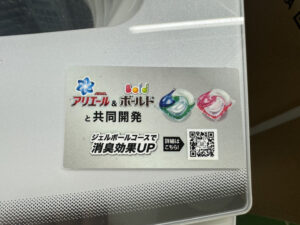 アリエール & Bold ボールド
と 共同開発
ジェルボールコースで
消臭効果UP
詳細は
こちら!